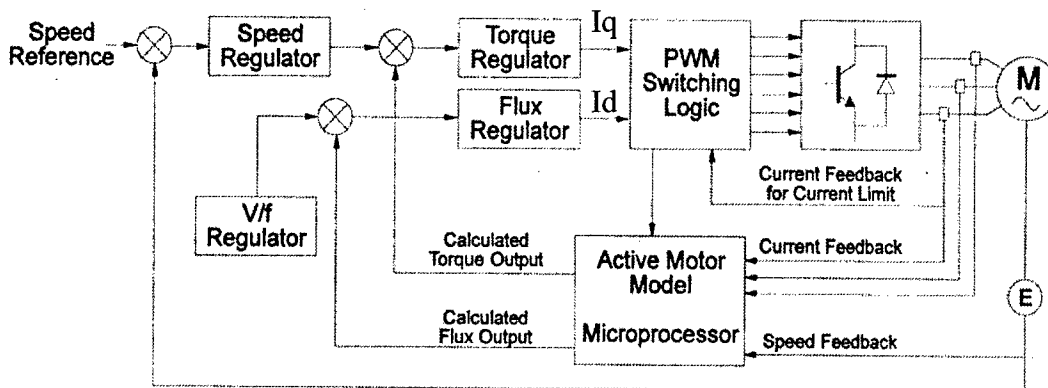 Speed
Reference
Speed
Regulator
Torque
Regulator
Iq
Flux
Regulator
Id
PWM
Switching
Logic
M
V/f
Regulator
Current Feedback
for Current Limit
Calculated
Torque Output
Calculated
Flux Output
Active Motor
Model
Microprocessor
Current Feedback
E
Speed Feedback